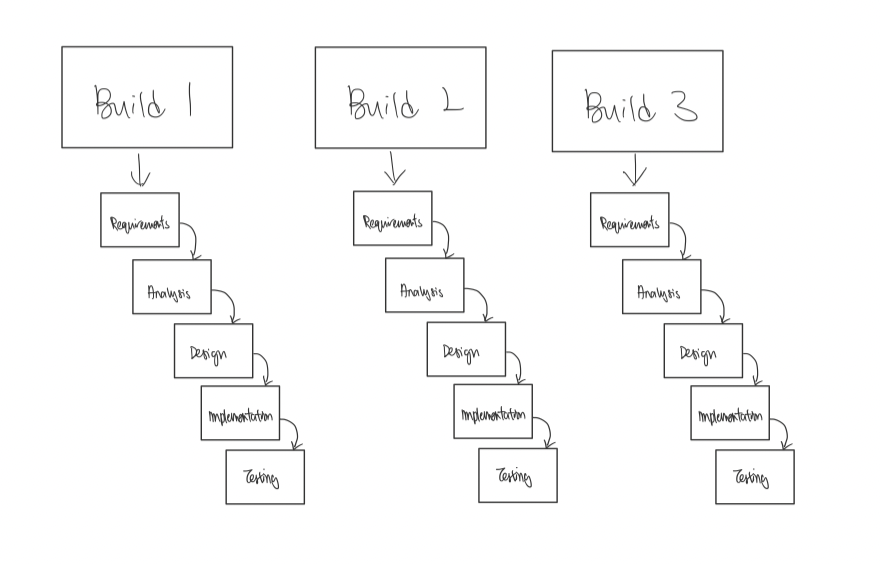 Build 1
Requirements
Analysis
Design
Implementation
Testing
Build 2
Requirements
Analysis
Design
Implementation
Testing
Build 3
Requirements
Analysis
Design
Implementation
Testing